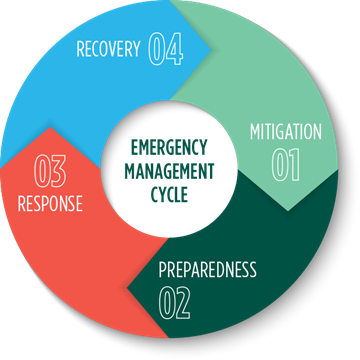 RECOVERY 04
MITIGATION
01
EMERGENCY
MANAGEMENT
CYCLE
03
RESPONSE
PREPAREDNESS
02